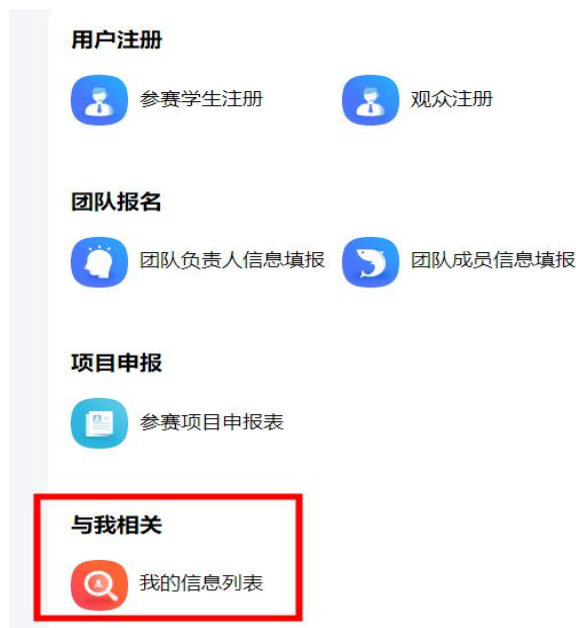 用户注册
参赛学生注册 观众注册
团队报名
团队负责人信息填报 团队成员信息填报
项目申报
参赛项目申报表
与我相关
我的信息列表